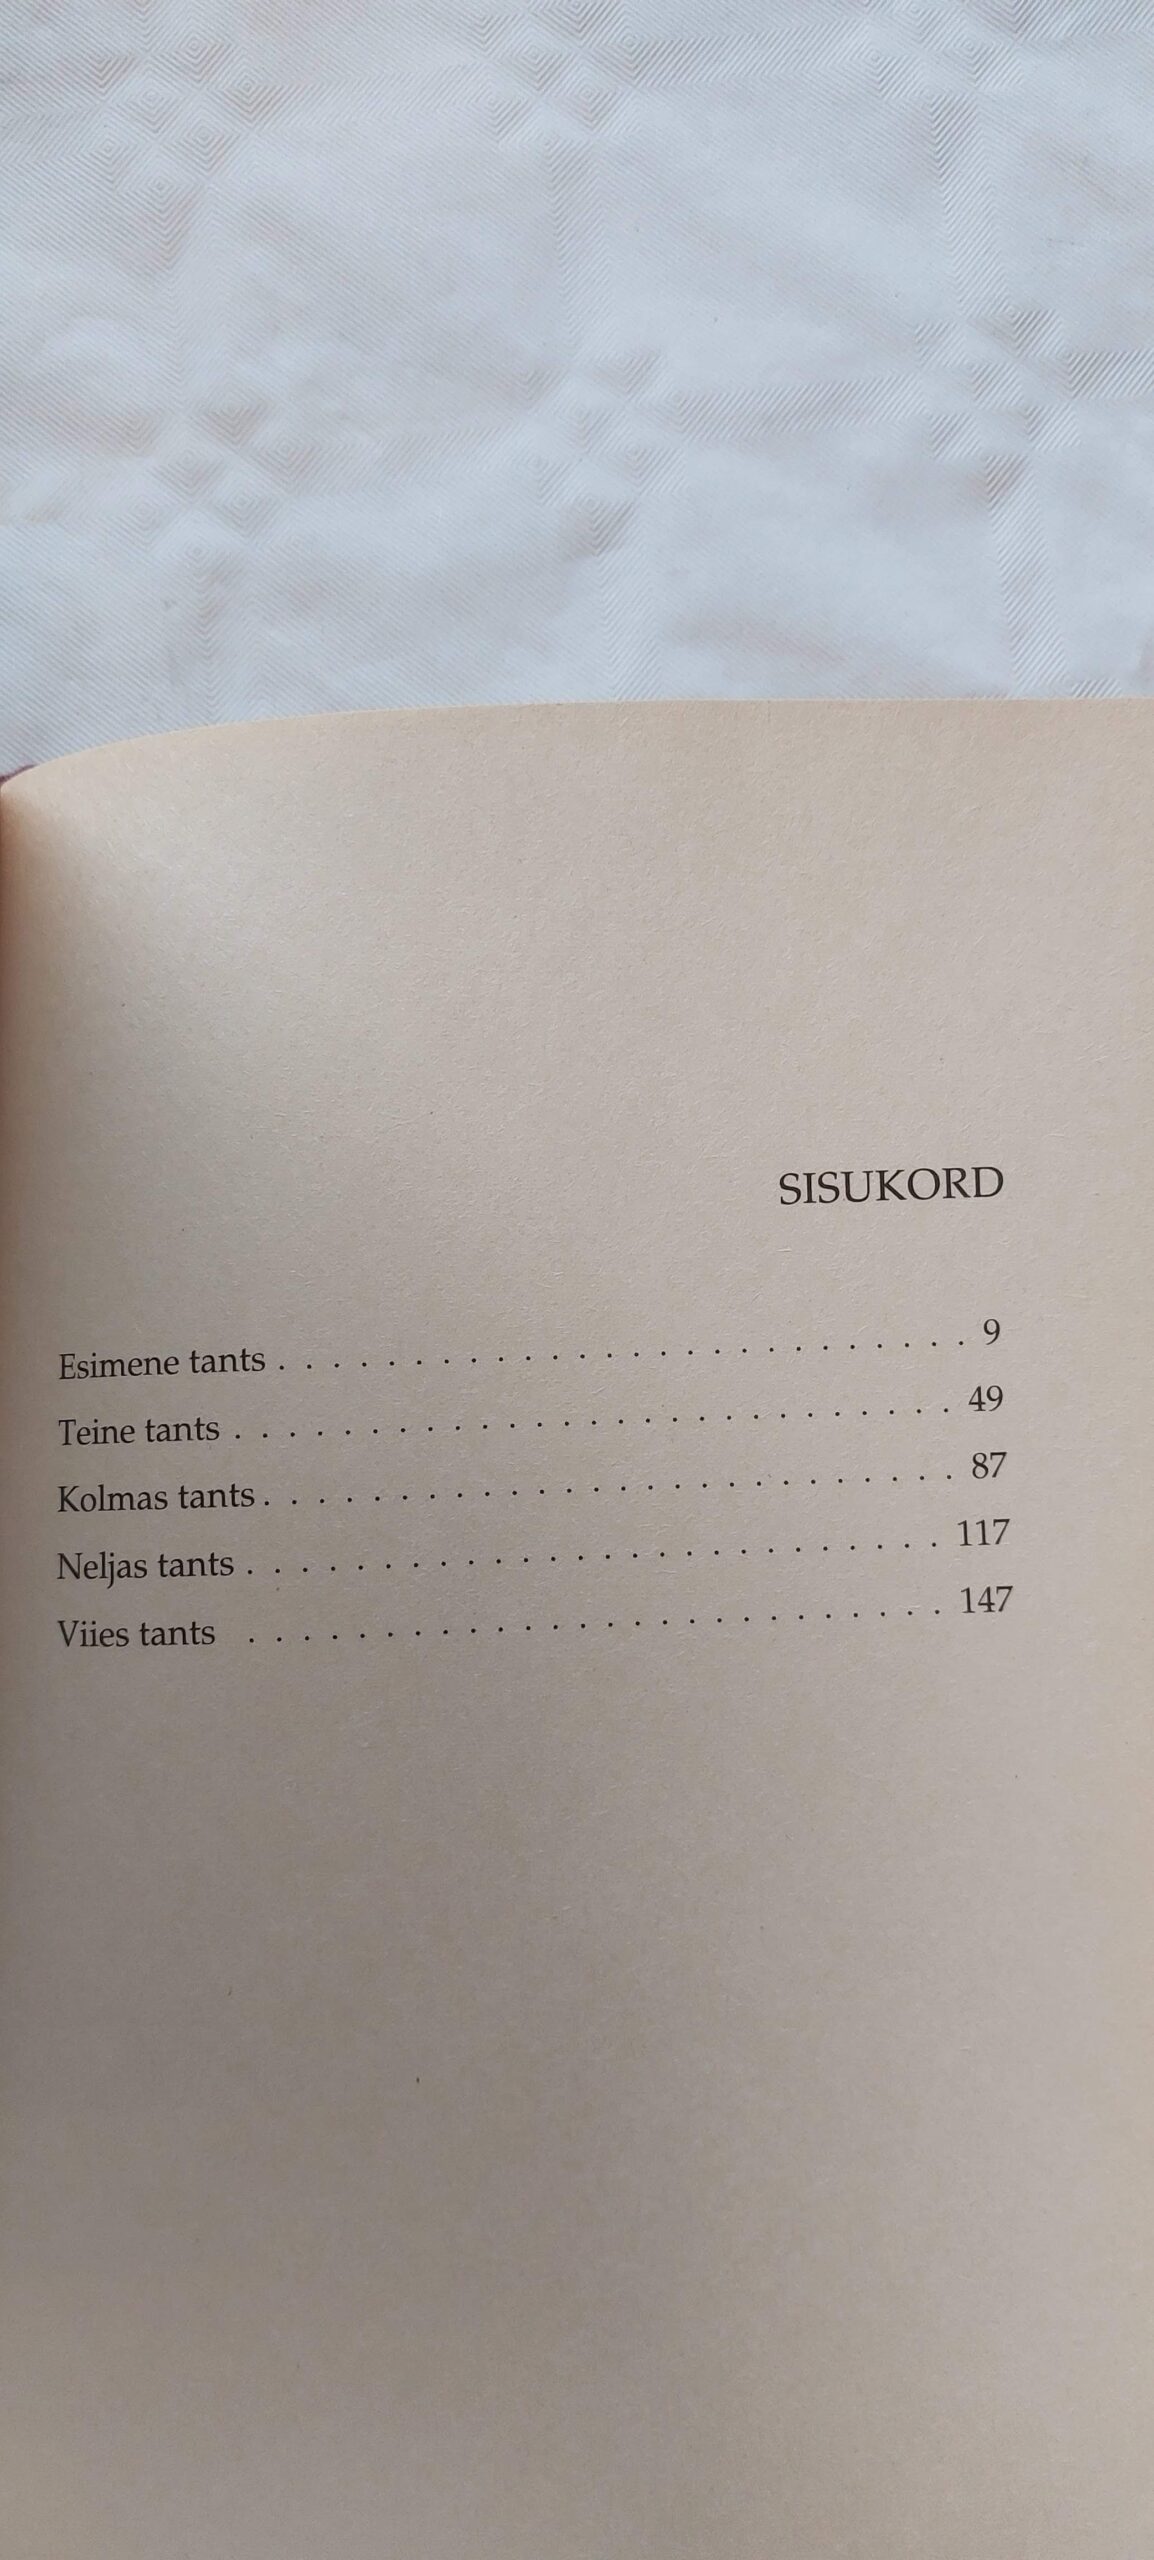 SISUKORD
Esimene tants . . . . . . . . . . . . . . . . . . . . . . . . . . 9
Teine tants . . . . . . . . . . . . . . . . . . . . . . . . . . . 49
Kolmas tants . . . . . . . . . . . . . . . . . . . . . . . . . . 87
Neljas tants . . . . . . . . . . . . . . . . . . . . . . . . . . 117
Viies tants . . . . . . . . . . . . . . . . . . . . . . . . . . 147